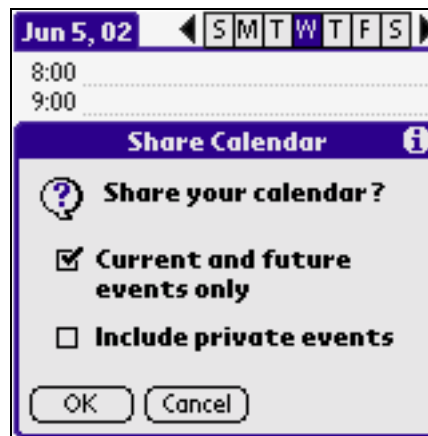 Jun 5, 02 S M T W T F S
8:00
9:00
Share Calendar i
? Share your calendar?
Current and future
events only
Include private events
OK Cancel